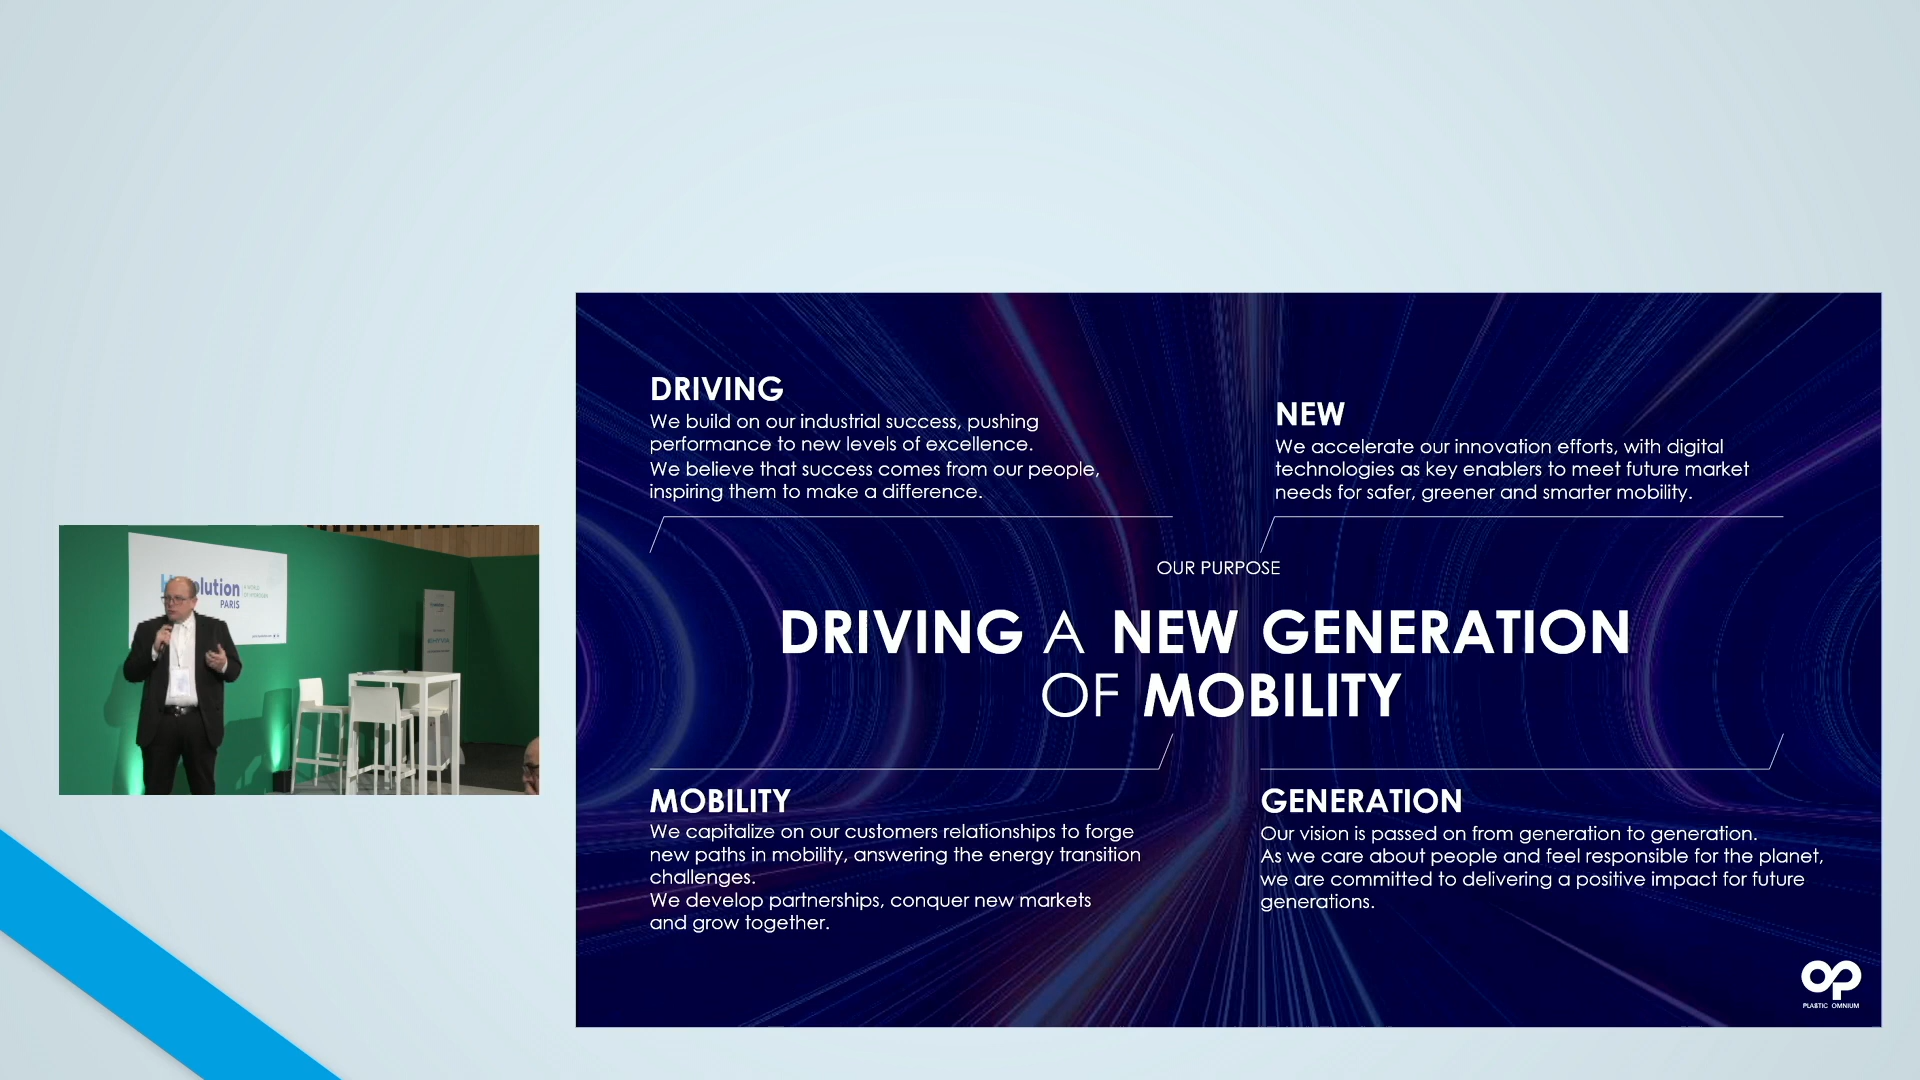 DRIVING
We build on our industrial success, pushing
performance to new levels of excellence.
We believe that success comes from our people,
inspiring them to make a difference.
NEW
We accelerate our innovation efforts, with digital
technologies as key enablers to meet future market
needs for safer, greener and smarter mobility.
OUR PURPOSE
DRIVING A NEW GENERATION
OF MOBILITY
MOBILITY
We capitalize on our customers relationships to forge
new paths in mobility, answering the energy transition
challenges.
We develop partnerships, conquer new markets
and grow together.
GENERATION
Our vision is passed on from generation to generation.
As we care about people and feel responsible for the planet,
we are committed to delivering a positive impact for future
generations.
OP
PLASTIC OMNIUM
PARIS